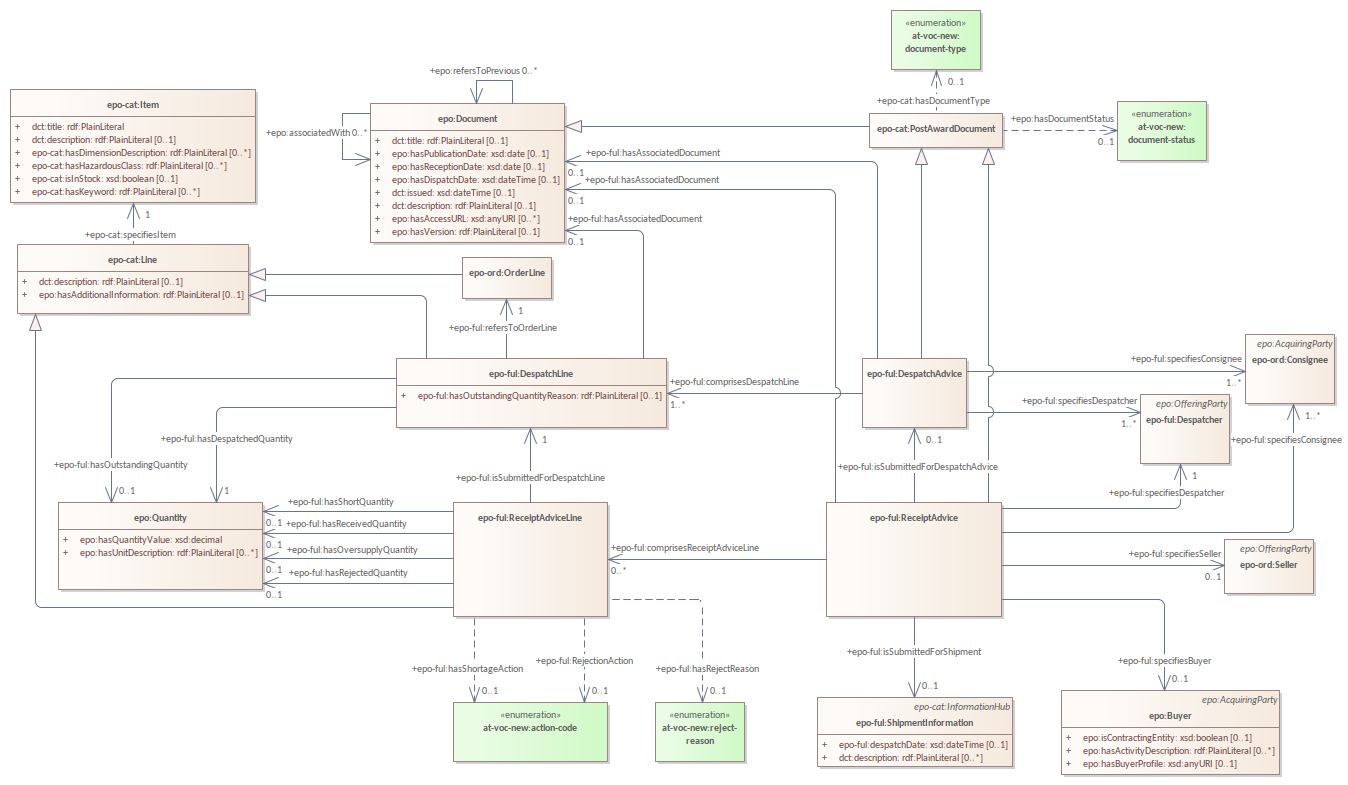 «enumeration»
at-voc-new:
document-type
0..1
+epo-cat:hasDocumentType
+epo:refersToPrevious 0..*
epo-cat:Item
+ dct:title: rdf:PlainLiteral
+ dct:description: rdf:PlainLiteral [0..1]
+ epo-cat:hasDimensionDescription: rdf:PlainLiteral [0..*]
+ epo-cat:hasHazardousClass: rdf:PlainLiteral [0..*]
+ epo-cat:isInStock: xsd:boolean [0..1]
+ epo-cat:hasKeyword: rdf:PlainLiteral [0..*]
+epo:associatedWith 0..*
epo:Document
+ dct:title: rdf:PlainLiteral [0..1]
+ epo:hasPublicationDate: xsd:date [0..1]
+ epo:hasReceptionDate: xsd:date [0..1]
+ epo:hasDispatchDate: xsd:dateTime [0..1]
+ dct:issued: xsd:dateTime [0..1]
+ dct:description: rdf:PlainLiteral [0..1]
+ epo:hasAccessURL: xsd:anyURI [0..*]
+ epo:hasVersion: rdf:PlainLiteral [0..1]
epo-cat:PostAwardDocument
+epo:hasDocumentStatus
0..1
«enumeration»
at-voc-new:
document-status
+epo-ful:hasAssociatedDocument
0..1
+epo-ful:hasAssociatedDocument
0..1
+epo-ful:hasAssociatedDocument
0..1
1
+epo-cat:specifiesItem
epo-cat:Line
+ dct:description: rdf:PlainLiteral [0..1]
+ epo:hasAdditionalInformation: rdf:PlainLiteral [0..1]
epo-ord:OrderLine
1
+epo-ful:refersToOrderLine
epo-ful:DespatchLine
+ epo-ful:hasOutstandingQuantityReason: rdf:PlainLiteral [0..1]
+epo-ful:comprisesDespatchLine
1..*
epo-ful:DespatchAdvice
+epo-ful:specifiesConsignee
1..*
epo:AcquiringParty
epo-ord:Consignee
+epo-ful:specifiesDespatcher
1..*
epo:OfferingParty
epo-ful:Despatcher
1..*
+epo-ful:specifiesConsignee
+epo-ful:hasDespatchedQuantity
1
+epo-ful:hasOutstandingQuantity
0..1
1
+epo-ful:isSubmittedForDespatchLine
0..1
+epo-ful:isSubmittedForDespatchAdvice
1
+epo-ful:specifiesDespatcher
epo:Quantity
+ epo:hasQuantityValue: xsd:decimal
+ epo:hasUnitDescription: rdf:PlainLiteral [0..*]
+epo-ful:hasShortQuantity
0..1
+epo-ful:hasReceivedQuantity
0..1
+epo-ful:hasOversupplyQuantity
0..1
+epo-ful:hasRejectedQuantity
0..1
epo-ful:ReceiptAdviceLine
+epo-ful:comprisesReceiptAdviceLine
0..*
epo-ful:ReceiptAdvice
+epo-ful:specifiesSeller
0..1
epo:OfferingParty
epo-ord:Seller
+epo-ful:hasShortageAction
0..1
+epo-ful:RejectionAction
0..1
+epo-ful:hasRejectReason
0..1
+epo-ful:isSubmittedForShipment
0..1
+epo-ful:specifiesBuyer
0..1
«enumeration»
at-voc-new:action-code
«enumeration»
at-voc-new:reject-
reason
epo-cat:InformationHub
epo-ful:ShipmentInformation
+ epo-ful:despatchDate: xsd:dateTime [0..1]
+ dct:description: rdf:PlainLiteral [0..*]
epo:AcquiringParty
epo:Buyer
+ epo:isContractingEntity: xsd:boolean [0..1]
+ epo:hasActivityDescription: rdf:PlainLiteral [0..*]
+ epo:hasBuyerProfile: xsd:anyURI [0..1]